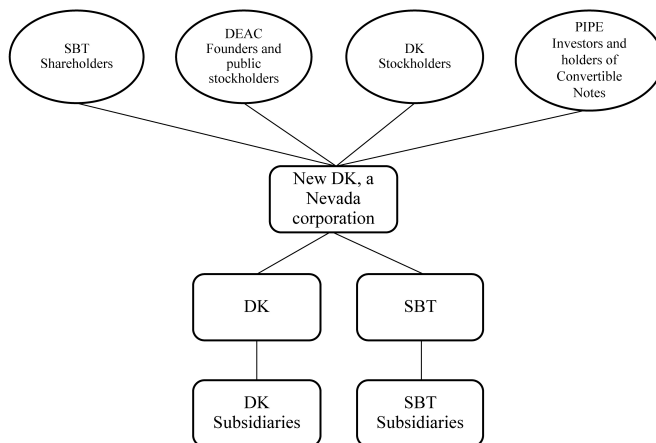 SBT
Shareholders
DEAC
Founders and
public
stockholders
DK
Stockholders
PIPE
Investors and
holders of
Convertible
Notes
New DK, a
Nevada
corporation
DK
SBT
DK
Subsidiaries
SBT
Subsidiaries